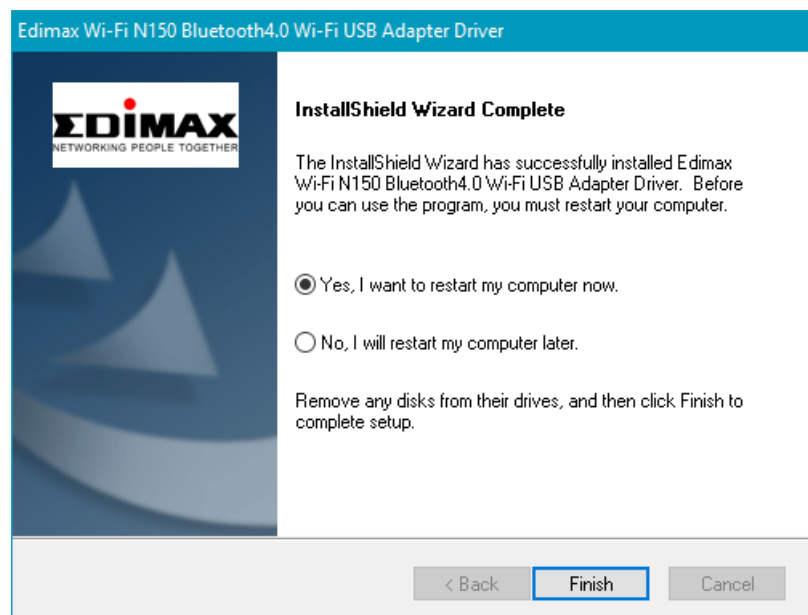 Edimax Wi-Fi N150 Bluetooth4.0 Wi-Fi USB Adapter Driver
EDIMAX
NETWORKING PEOPLE TOGETHER
InstallShield Wizard Complete
The InstallShield Wizard has successfully installed Edimax
Wi-Fi N150 Bluetooth4.0 Wi-Fi USB Adapter Driver.  Before
you can use the program, you must restart your computer.
Yes, I want to restart my computer now.
No, I will restart my computer later.
Remove any disks from their drives, and then click Finish to
complete setup.
< Back
Finish
Cancel